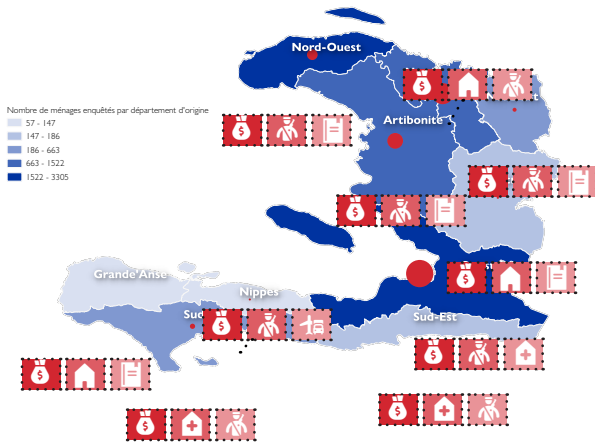 Nord-Ouest
Nombre de ménages enquêtés par département d'origine
57 - 147
147 - 186
186 - 663
663 - 1522
1522 - 3305
Artibonite
Grande'Anse
Nippes
Sud
Sud-Est